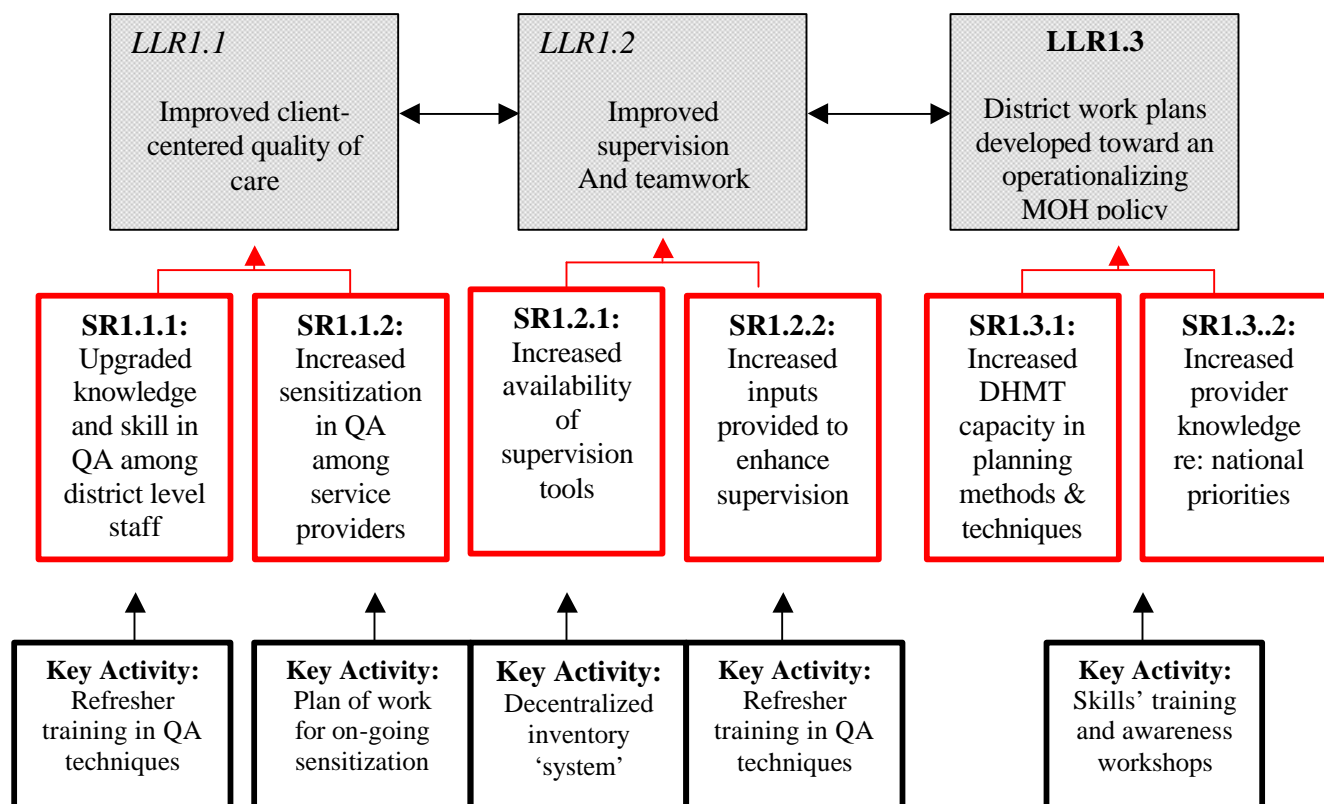 LLR1.1
Improved client-
centered quality of
care
LLR1.2
Improved
supervision
And teamwork
LLR1.3
District work plans
developed toward an
operationalizing
MOH policy
SR1.1.1:
Upgraded
knowledge
and skill in
QA among
district level
staff
SR1.1.2:
Increased
sensitization
in QA
among
service
providers
SR1.2.1:
Increased
availability
of
supervision
tools
SR1.2.2:
Increased
inputs
provided to
enhance
supervision
SR1.3.1:
Increased
DHMT
capacity in
planning
methods &
techniques
SR1.3..2:
Increased
provider
knowledge
re: national
priorities
Key Activity:
Refresher
training in QA
techniques
Key Activity:
Plan of work
for on-going
sensitization
Key Activity:
Decentralized
inventory
‘system’
Key Activity:
Refresher
training in QA
techniques
Key Activity:
Skills’ training
and awareness
workshops